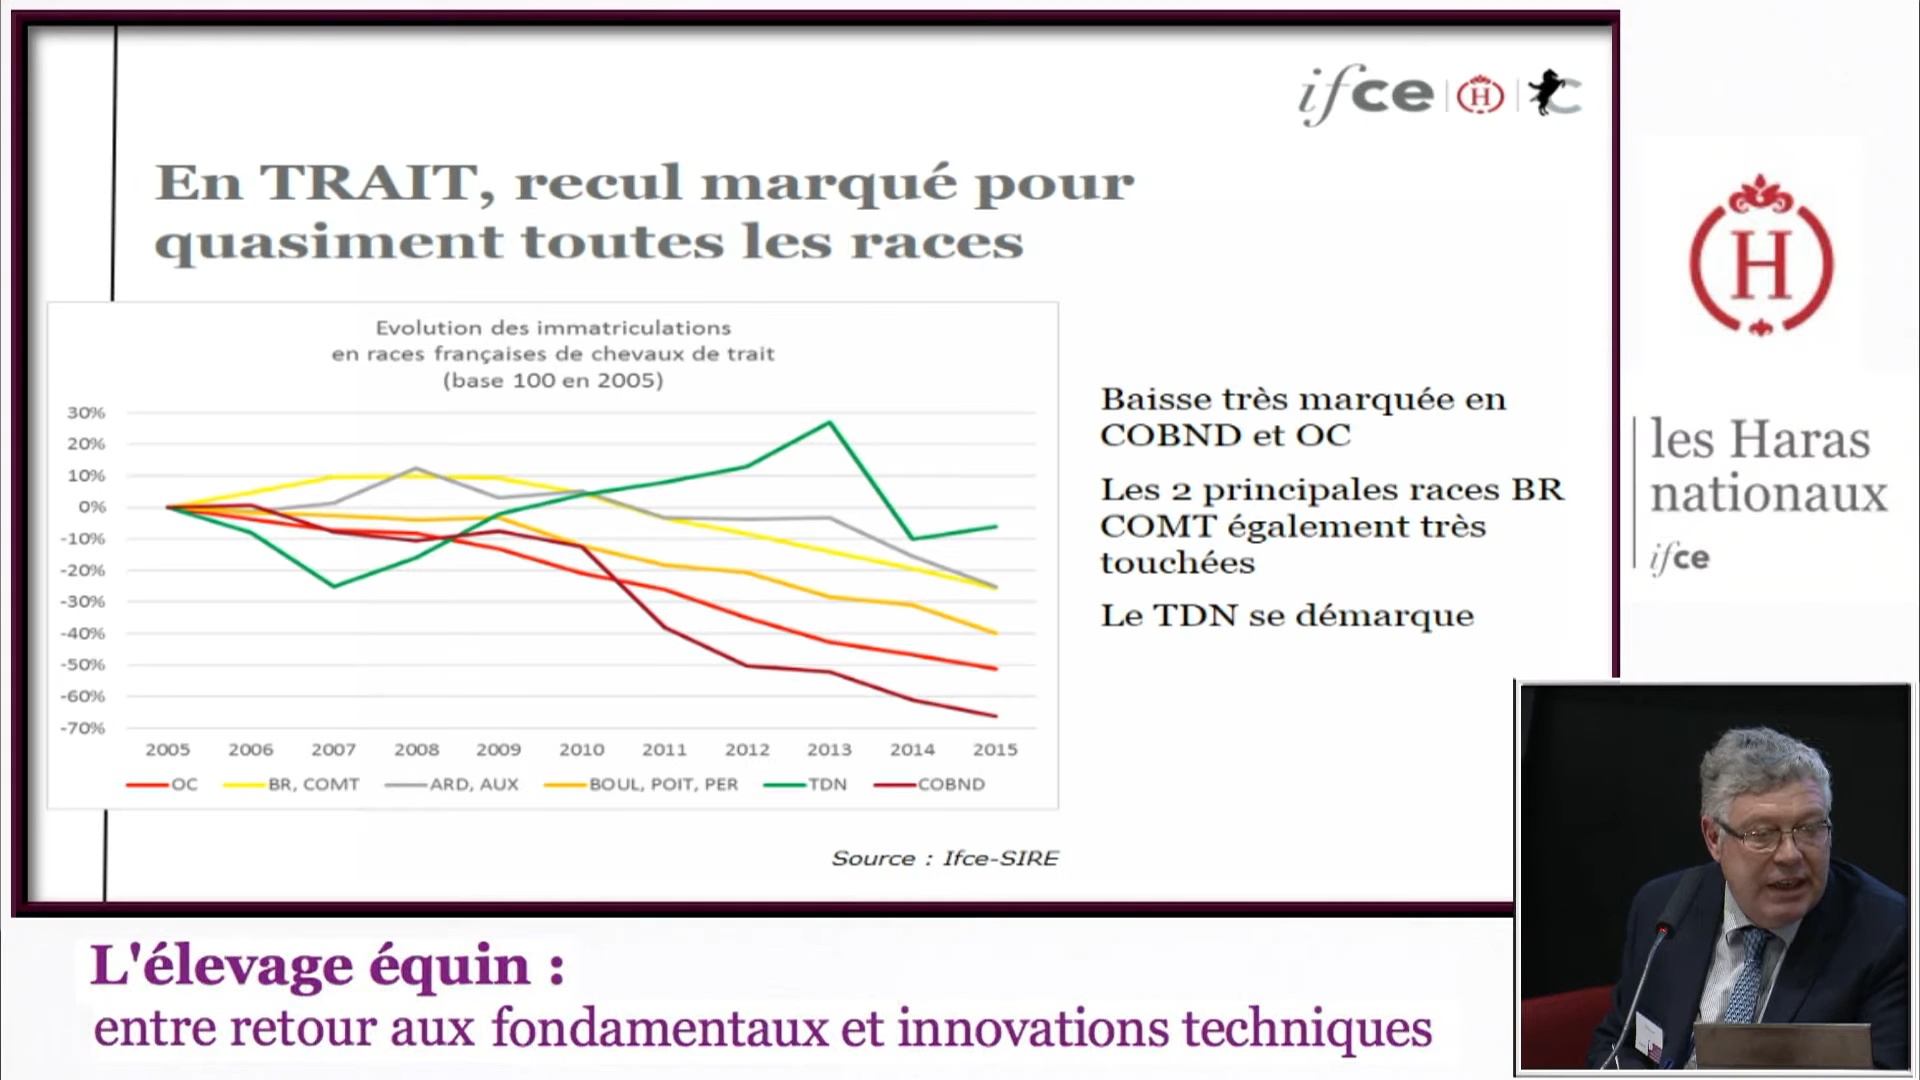 ifce H
En TRAIT, recul marqué pour
quasiment toutes les races
Evolution des immatriculations
en races françaises de chevaux de trait
(base 100 en 2005)
30%
20%
10%
0%
-10%
-20%
-30%
-40%
-50%
-60%
-70%
2005 2006 2007 2008 2009 2010 2011 2012 2013 2014 2015
OC BR, COMT ARD, AUX BOUL, POIT, PER TDN COBND
Source : Ifce-SIRE
Baisse très marquée en
COBND et OC
Les 2 principales races BR
COMT également très
touchées
Le TDN se démarque
H
les Haras
nationaux
ifce
L'élevage équin :
entre retour aux fondamentaux et innovations techniques